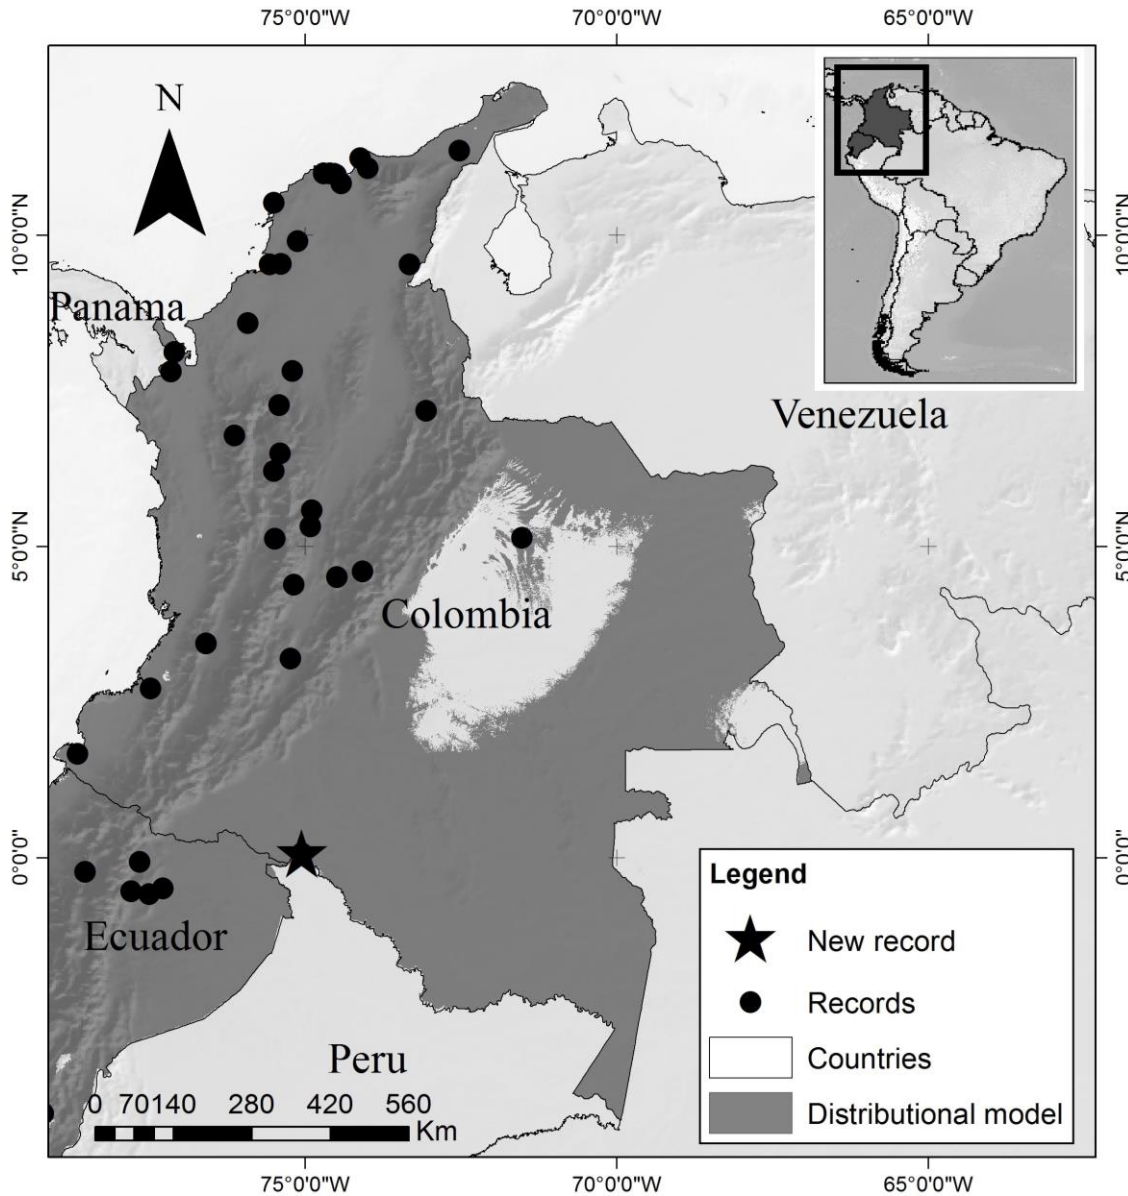 75°0'0"W 70°0'0"W 65°0'0"W
N
10°0'0"N 10°0'0"N
Panama
Venezuela
5°0'0"N 5°0'0"N
Colombia
0°0'0" 0°0'0"
Ecuador
Peru
0 70 140 280 420 560
Km
Legend
New record
Records
Countries
Distributional model
75°0'0"W 70°0'0"W 65°0'0"W